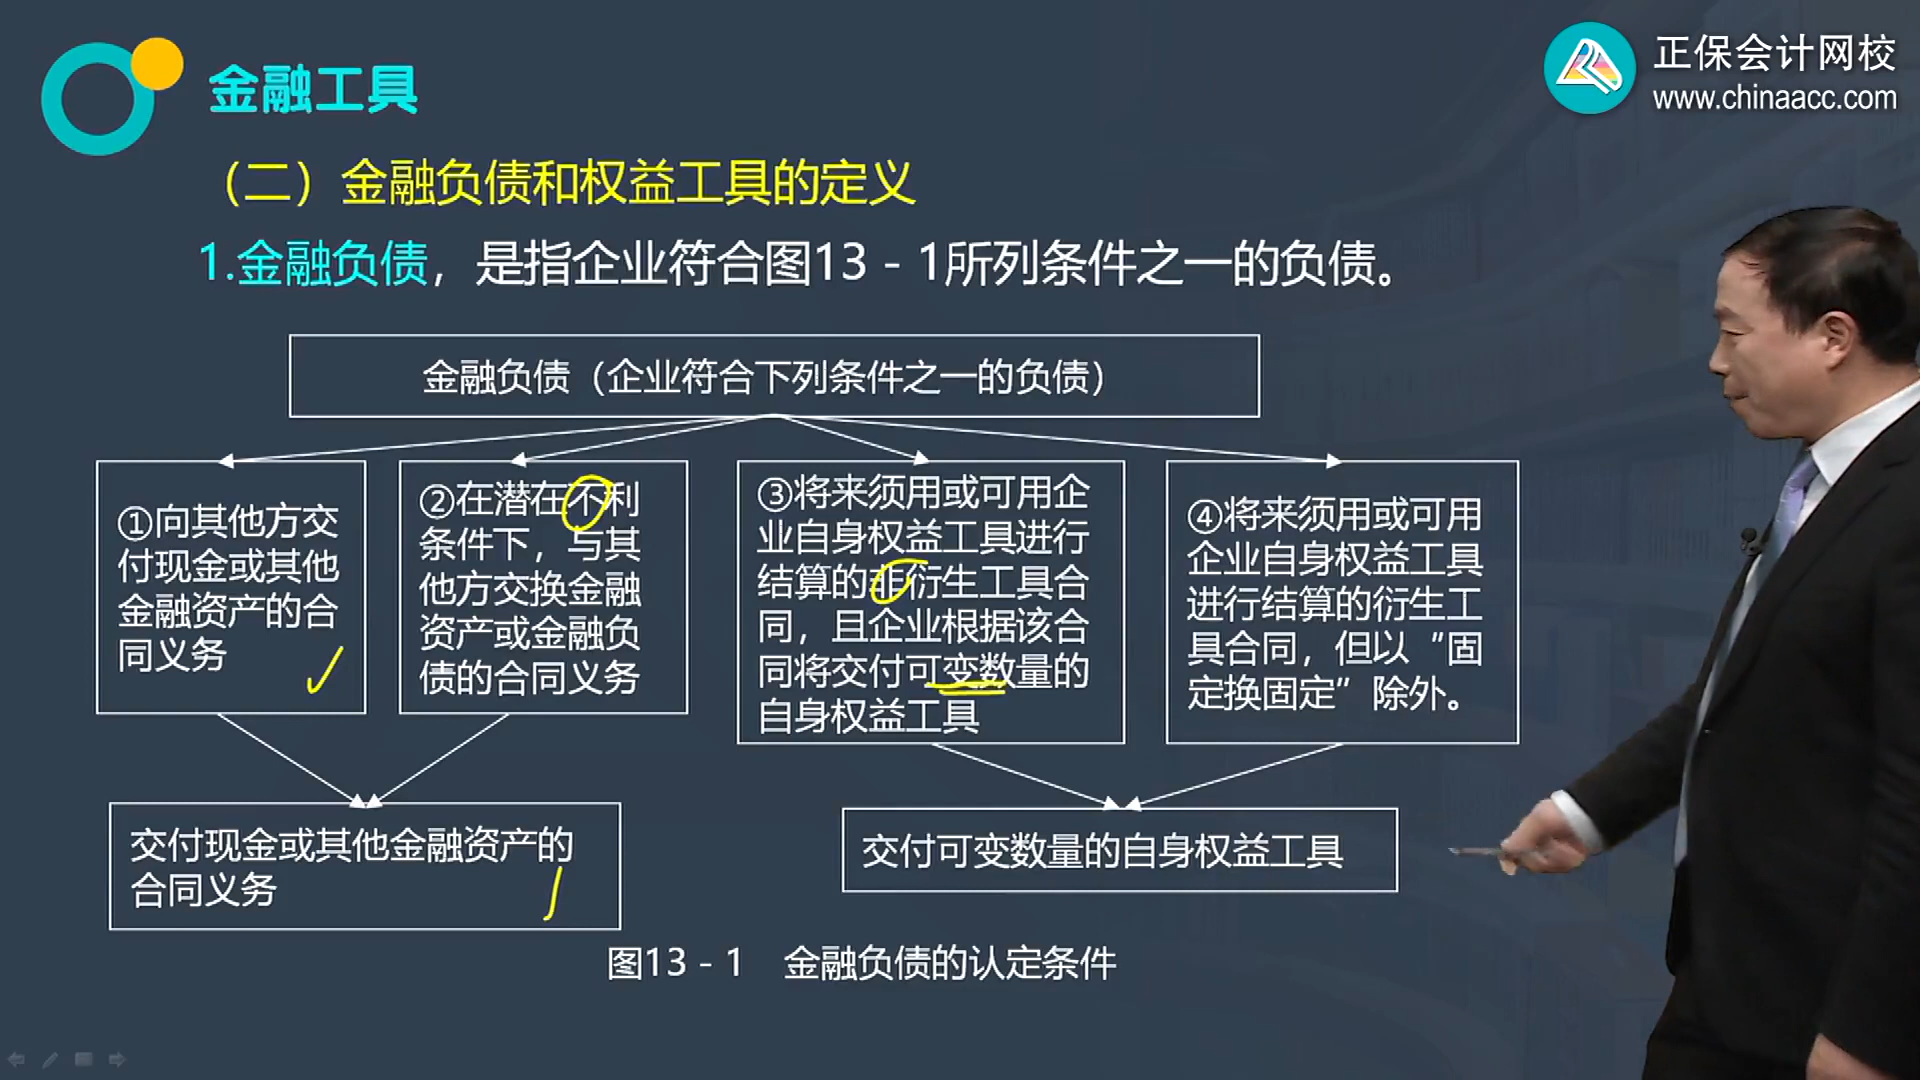 金融工具
正保会计网校
www.chinaacc.com
（二）金融负债和权益工具的定义
1.金融负债，是指企业符合图13－1所列条件之一的负债。
金融负债（企业符合下列条件之一的负债）
①向其他方交
付现金或其他
金融资产的合
同义务
②在潜在不利
条件下，与其
他方交换金融
资产或金融负
债的合同义务
③将来须用或可用企
业自身权益工具进行
结算的非衍生工具合
同，且企业根据该合
同将交付可变数量的
自身权益工具
④将来须用或可用
企业自身权益工具
进行结算的衍生工
具合同，但以“固
定换固定”除外。
交付现金或其他金融资产的
合同义务
交付可变数量的自身权益工具
图13－1　金融负债的认定条件